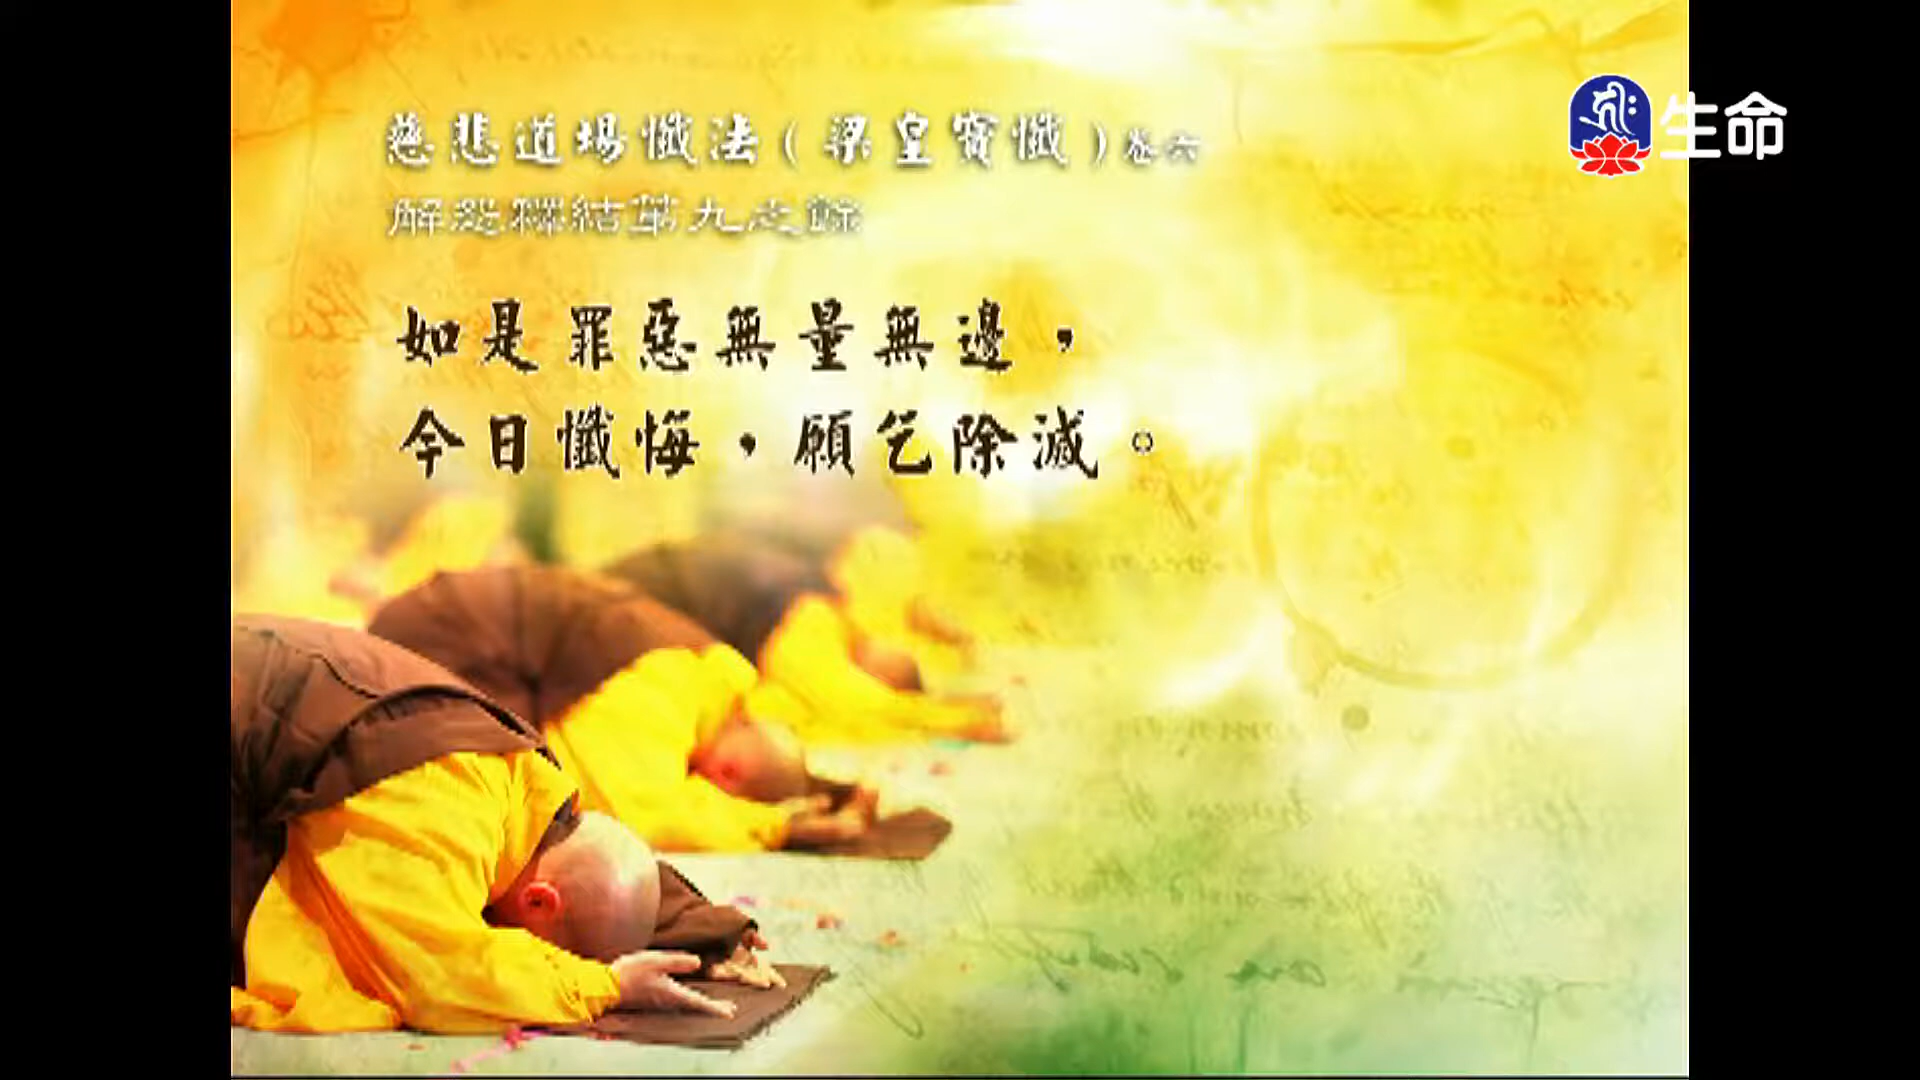 慈悲道場懺法(梁皇寶懺)卷六
解冤釋結第九之餘
生命
如是罪惡無量無邊，
今日懺悔，願乞除滅。